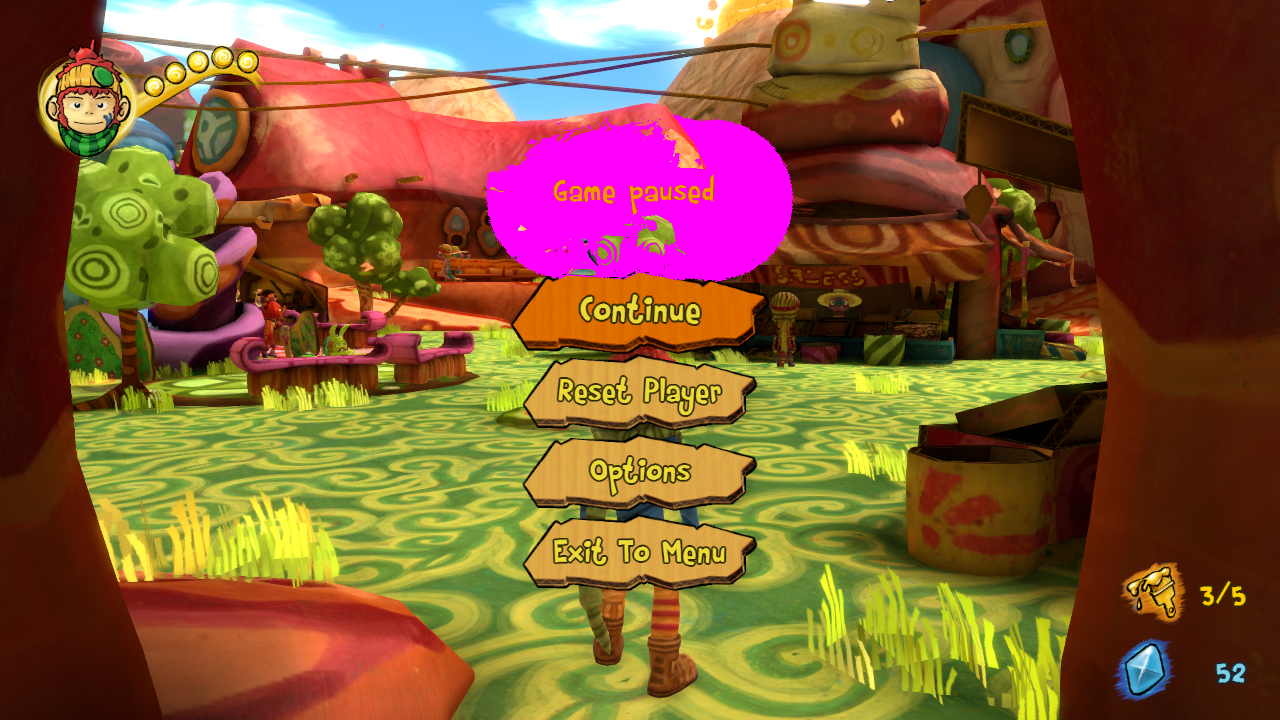 Game paused
Continue
Reset Player
Options
Exit To Menu
3/5
52